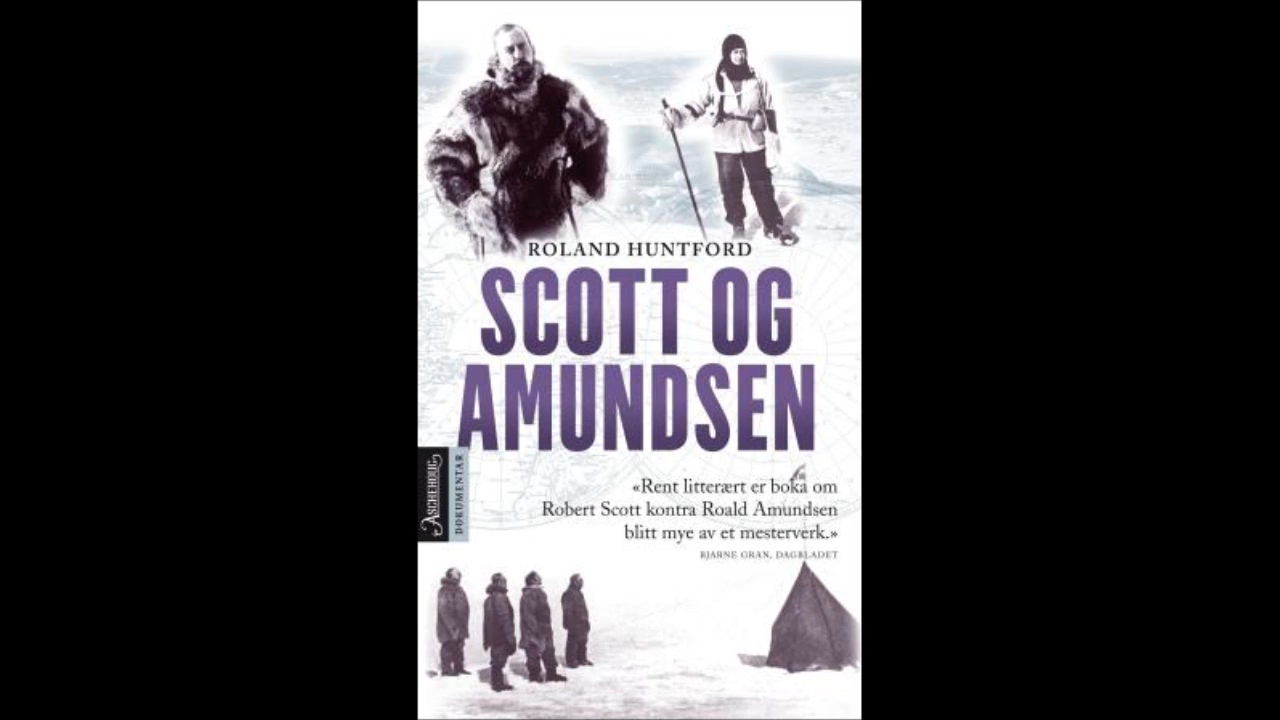 ROLAND HUNTFORD
SCOTT OG
AMUNDSEN
ASCHEHOUG
DOKUMENTAR
«Rent litterært er boka om
Robert Scott kontra Roald Amundsen
blitt mye av et mesterverk.»
BJARNE GRAN, DAGBLADET